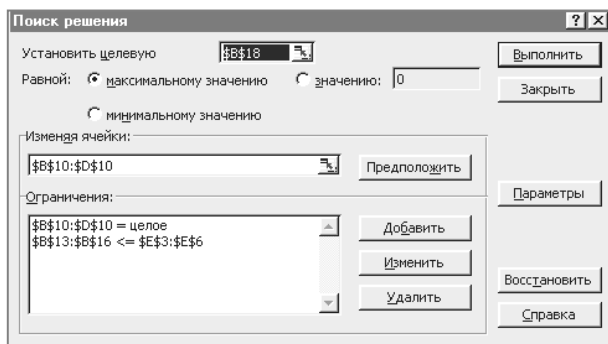 Поиск решения
Установить целевую $B$18 Выполнить
Равной: максимальному значению значению: 0 Закрыть
минимальному значению
Изменяя ячейки:
$B$10:$D$10 Предположить
Параметры
Ограничения:
$B$10:$D$10 = целое Добавить
$B$13:$B$16 <= $E$3:$E$6
Изменить
Восстановить
Удалить
Справка